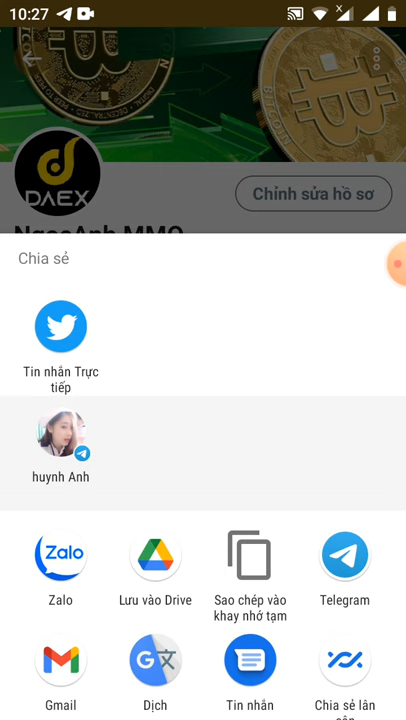 10:27
DAEX
Chỉnh sửa hồ sơ
NgocAnh MMO
Chia sẻ
Tin nhắn Trực
tiếp
huynh Anh
Zalo
Zalo
Lưu vào Drive
Sao chép vào
khay nhớ tạm
Telegram
Gmail
Dịch
Tin nhắn
Chia sẻ lân
cận